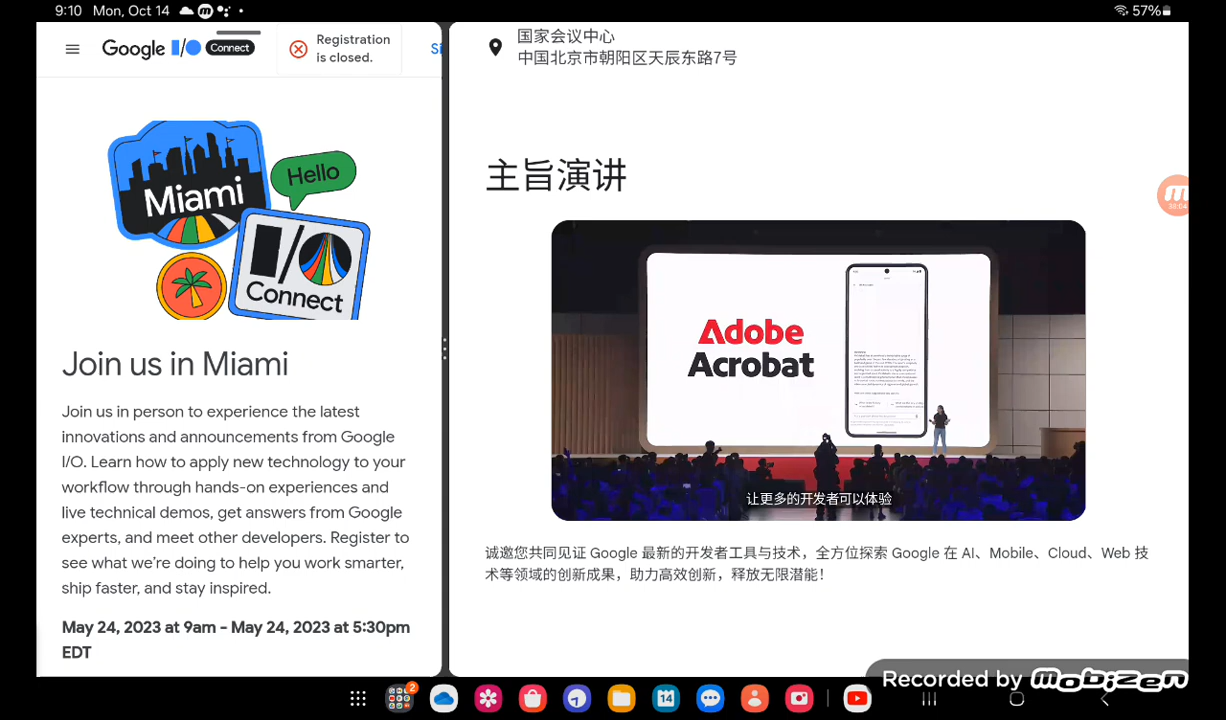 9:10 Mon, Oct 14
57%
Google I/O Connect
Registration
is closed.
Si
Miami
Hello
I/O
Connect
Join us in Miami
Join us in person to experience the latest
innovations and announcements from Google
I/O. Learn how to apply new technology to your
workflow through hands-on experiences and
live technical demos, get answers from Google
experts, and meet other developers. Register to
see what we're doing to help you work smarter,
ship faster, and stay inspired.
May 24, 2023 at 9am - May 24, 2023 at 5:30pm
EDT
国家会议中心
中国北京市朝阳区天辰东路7号
主旨演讲
Adobe
Acrobat
让更多的开发者可以体验
诚邀您共同见证 Google 最新的开发者工具与技术，全方位探索 Google 在 AI、Mobile、Cloud、Web 技
术等领域的创新成果，助力高效创新，释放无限潜能！
Recorded by mobizen
2
14